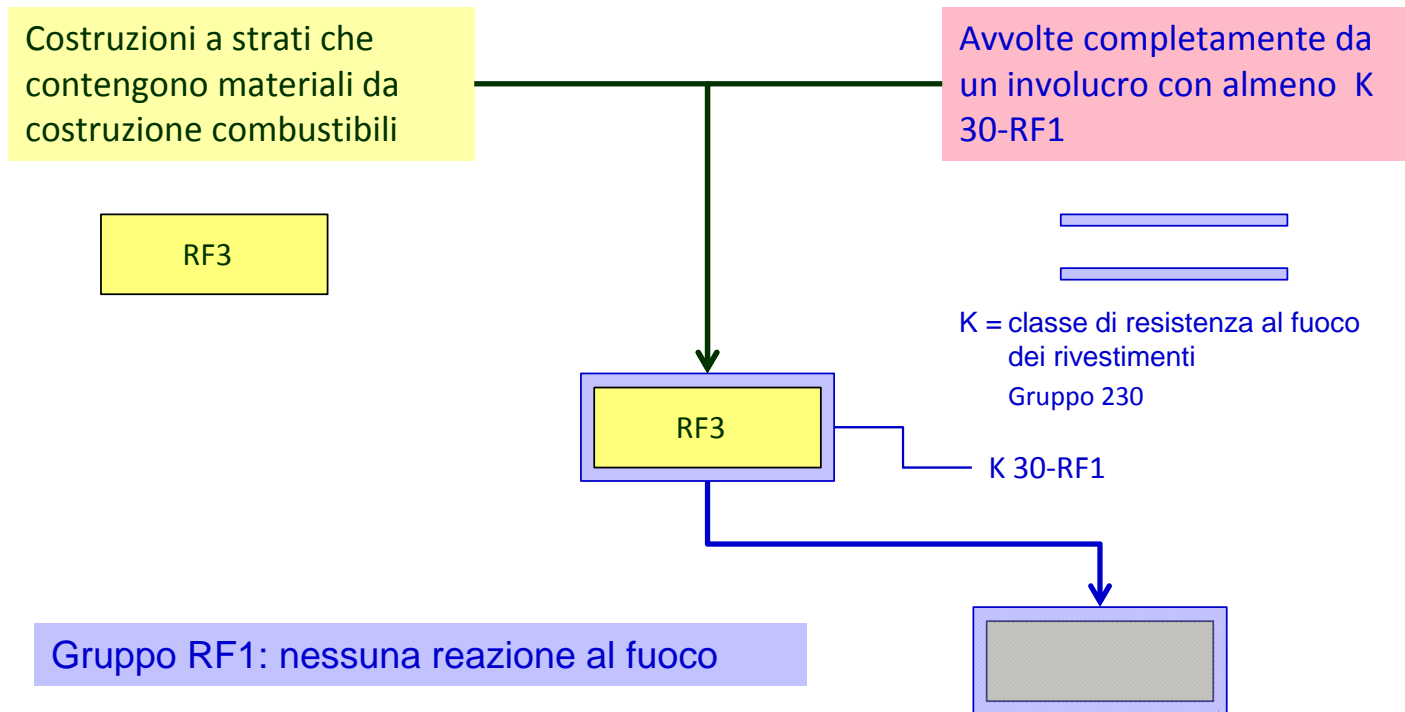 Costruzioni a strati che
contengono materiali da
costruzione combustibili
Avvolte completamente da
un involucro con almeno K
30-RF1
RF3
K = classe di resistenza al fuoco
dei rivestimenti
Gruppo 230
RF3
K 30-RF1
Gruppo RF1: nessuna reazione al fuoco